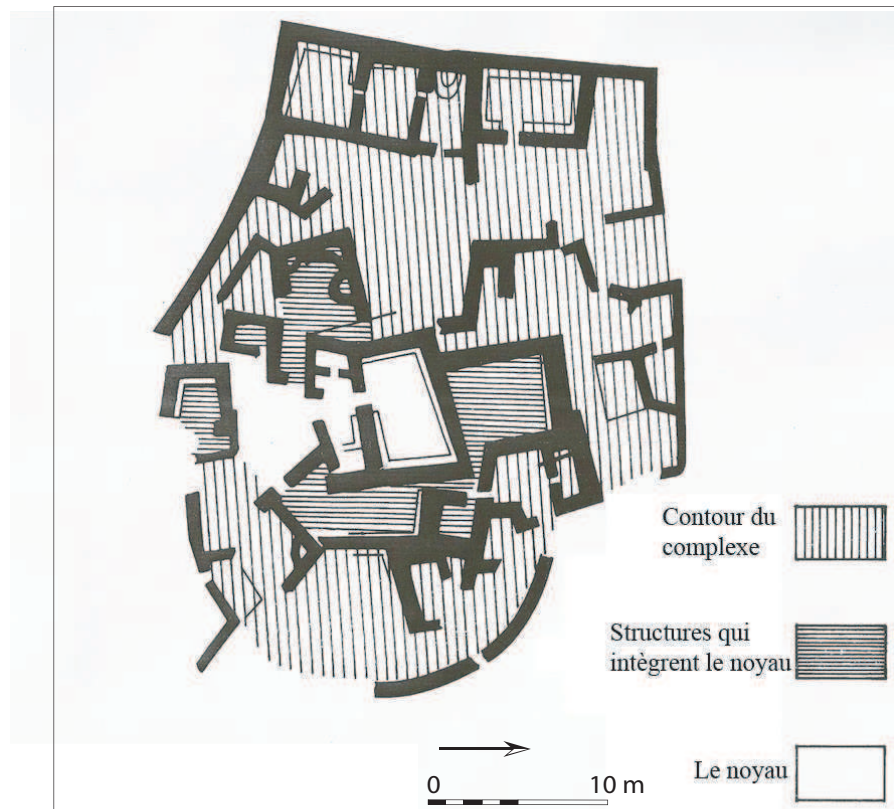 Contour du
complexe
Structures qui
intègrent le noyau
Le noyau
0 10 m